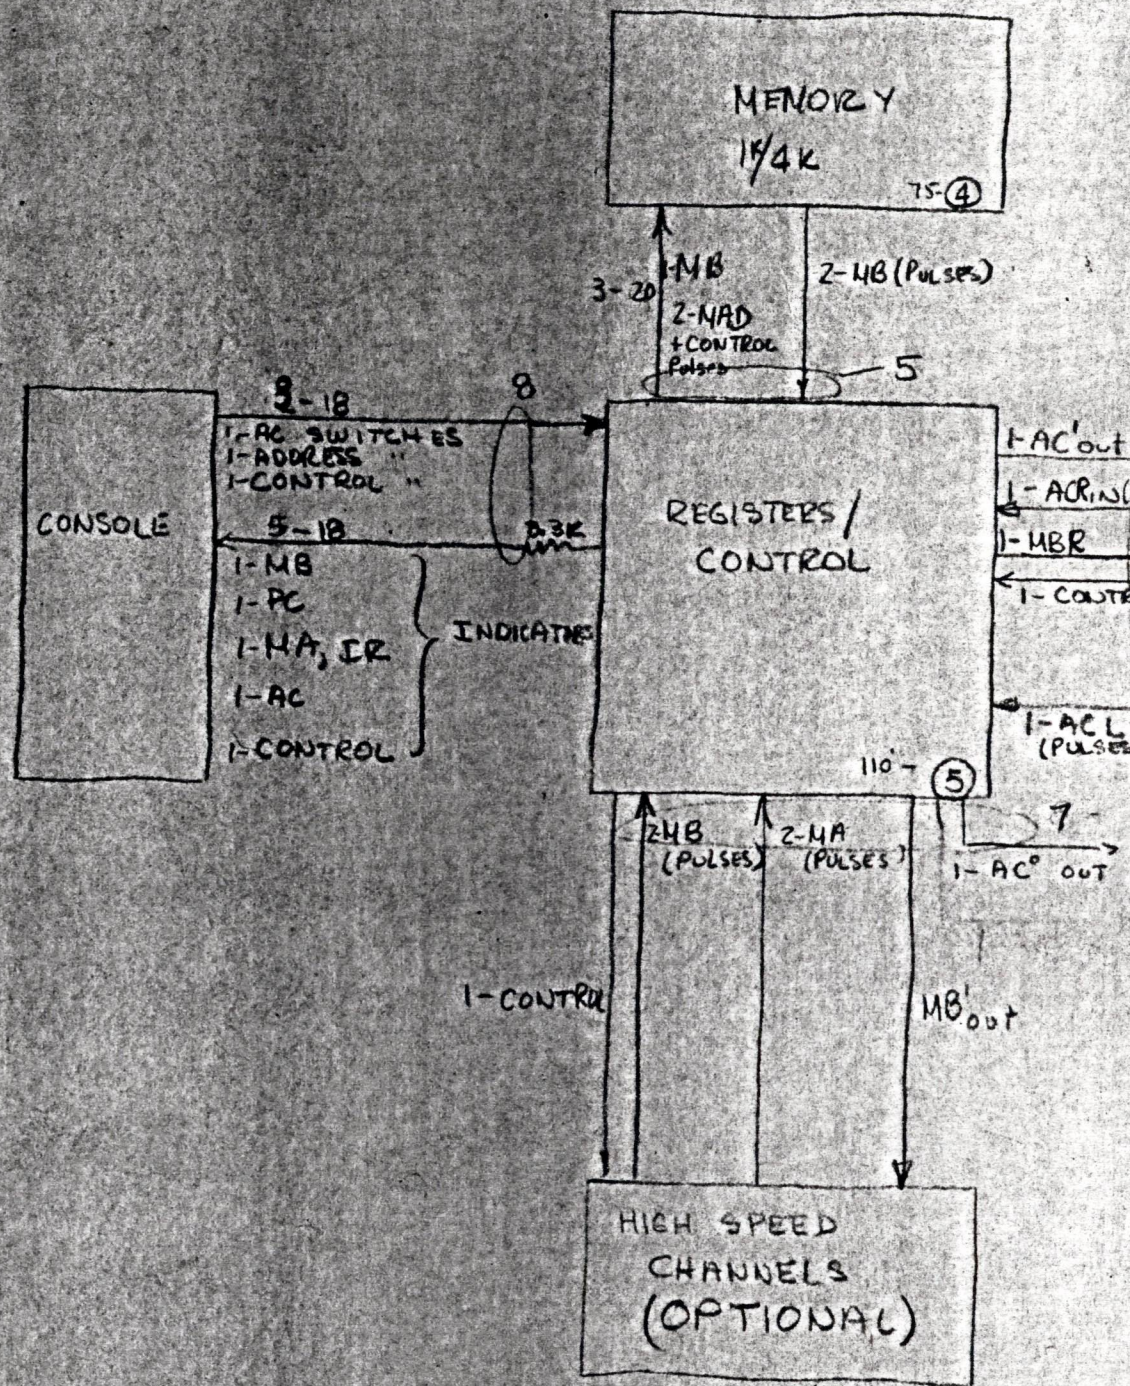 MEMORY
1K/4K
75-④
3-20
1-MB
2-MAD
+CONTROL
Pulses
2-MB (PULSES)
5
8
3-18
1-AC SWITCHES
1-ADDRESS "
1-CONTROL "
CONSOLE
5-18
3.3K
1-MB
1-PC
1-MA, IR
1-AC
1-CONTROL
REGISTERS/
CONTROL
110-
⑤
1-AC' out
1-MBR
2MB
(PULSES)
2-MA
(PULSES)
7
1-AC° OUT
1-ACL
1-CONTROL
MB' out
HIGH SPEED
CHANNELS
(OPTIONAL)